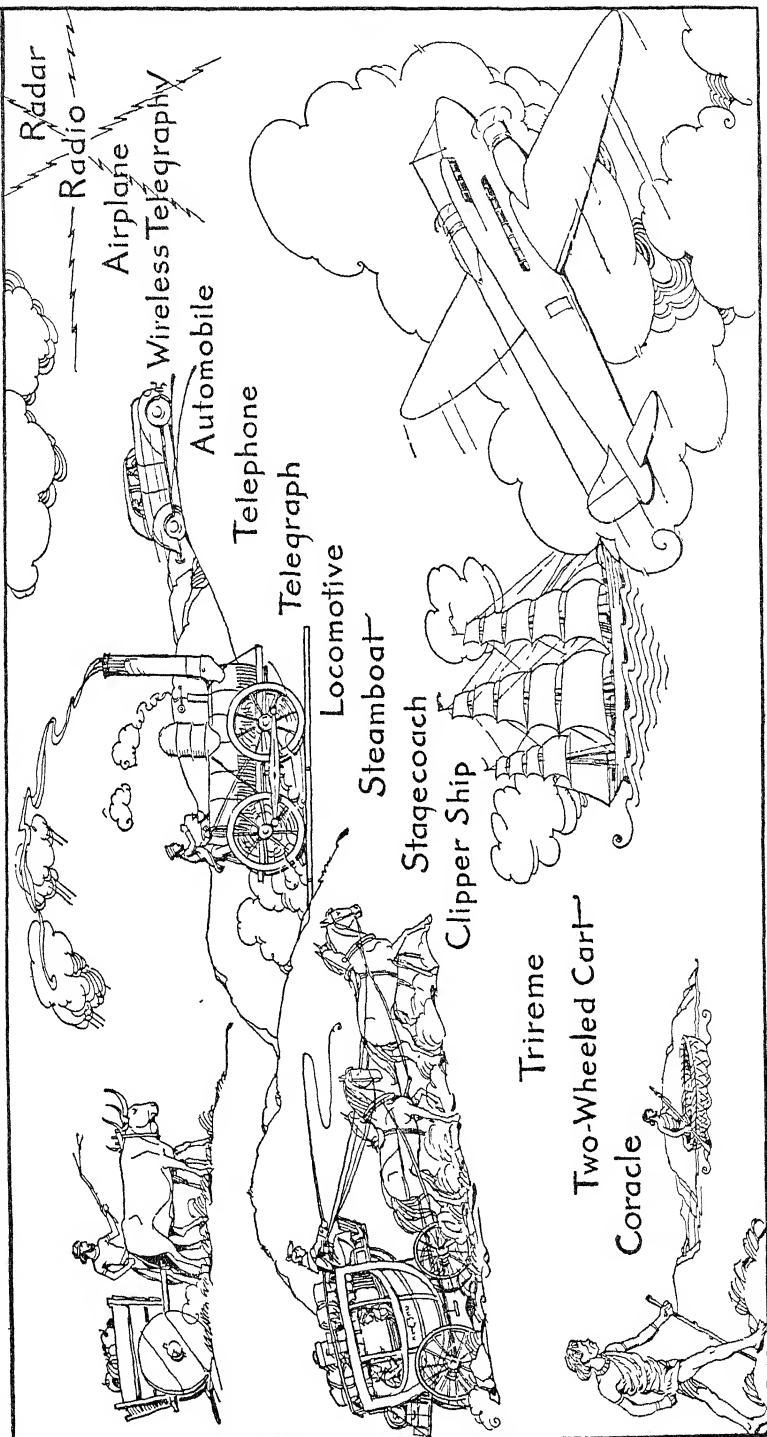 Radar
Radio
Airplane
Wireless Telegraphy
Automobile
Telephone
Telegraph
Locomotive
Steamboat
Stagecoach
Clipper Ship
Trireme
Two-Wheeled Cart
Coracle